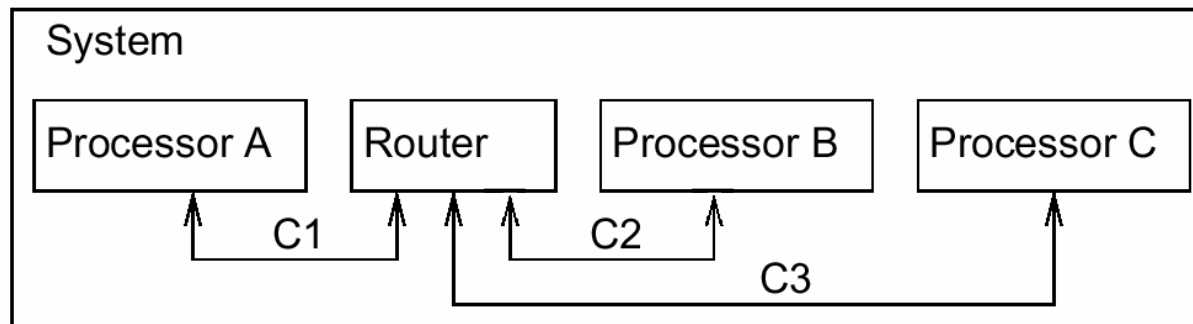 System
Processor A
Router
Processor B
Processor C
C1
C2
C3